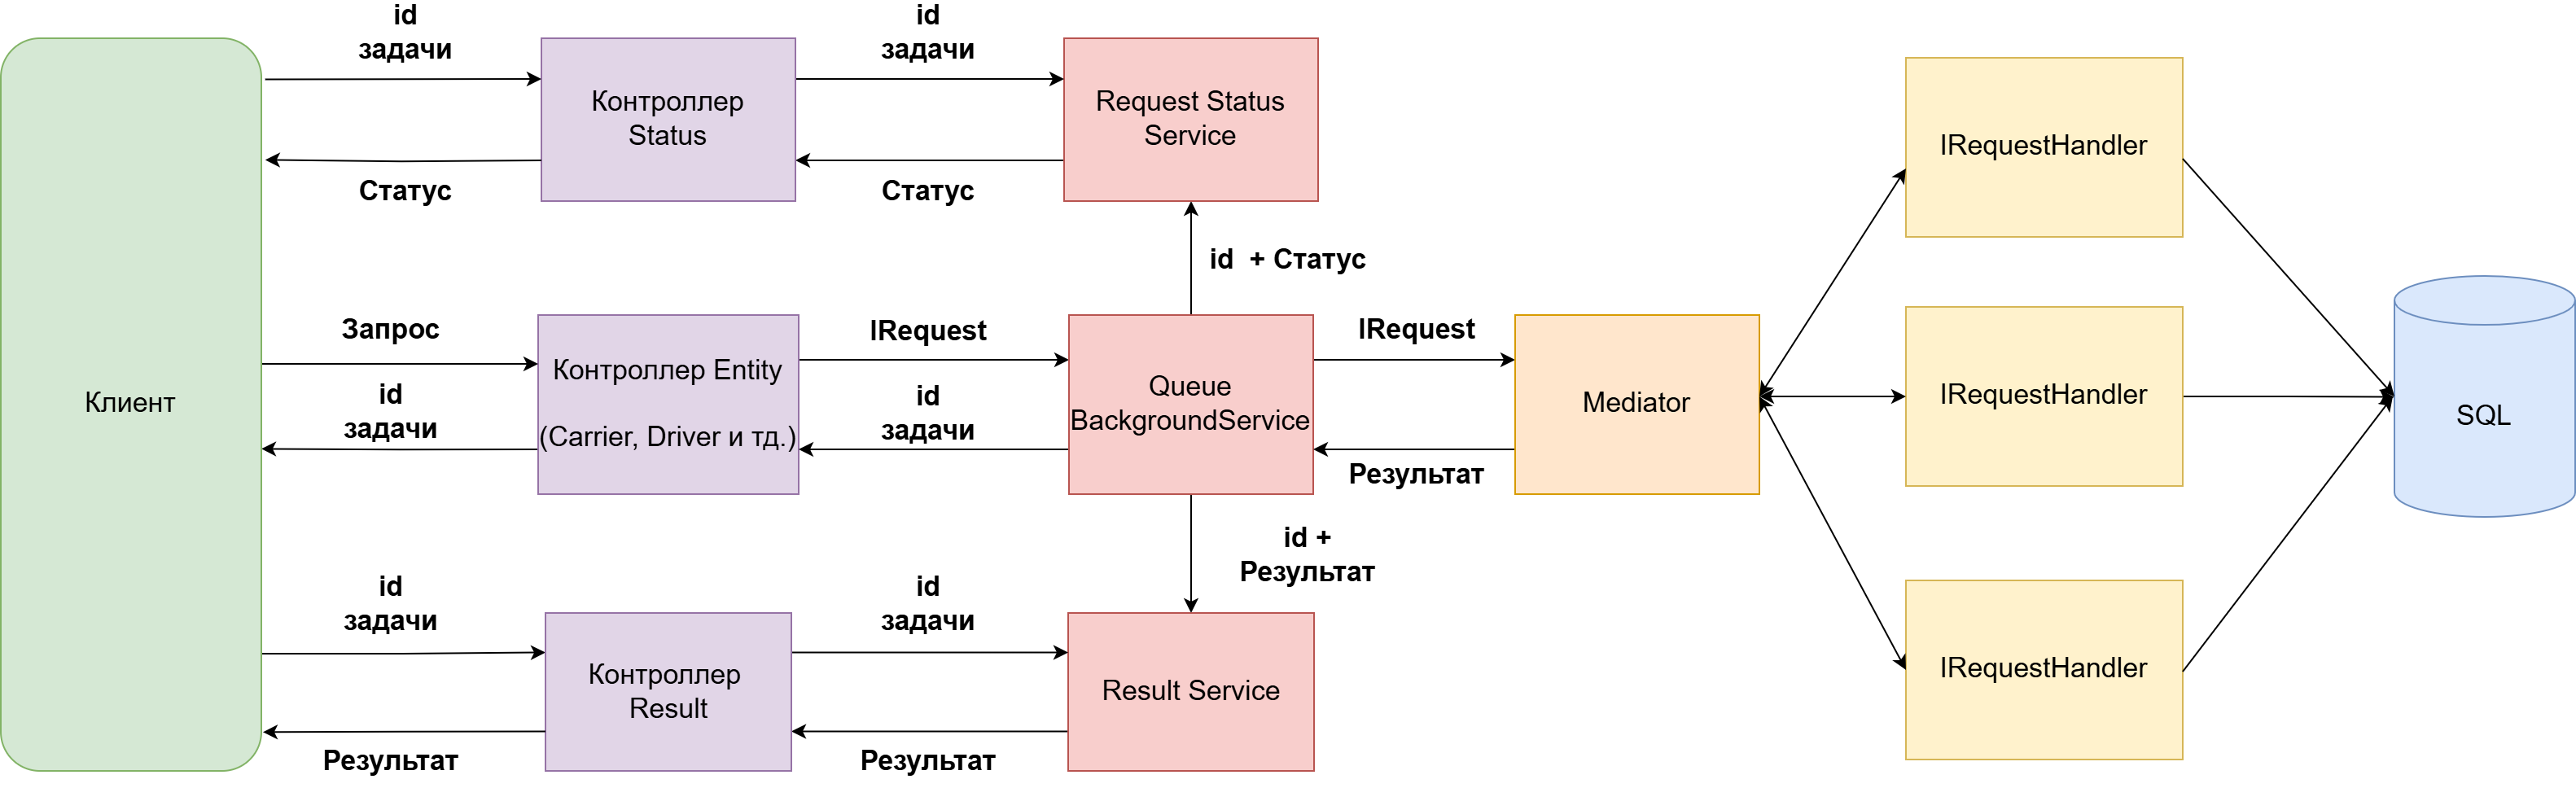 id
задачи
id
задачи
Контроллер
Status
Request Status
Service
IRequestHandler
Статус
Статус
id + Статус
Запрос
IRequest
IRequest
Клиент
Контроллер Entity
(Carrier, Driver и тд.)
id
задачи
id
задачи
Queue
BackgroundService
Mediator
IRequestHandler
SQL
Результат
id +
Результат
id
задачи
id
задачи
Контроллер
Result
Result Service
IRequestHandler
Результат
Результат